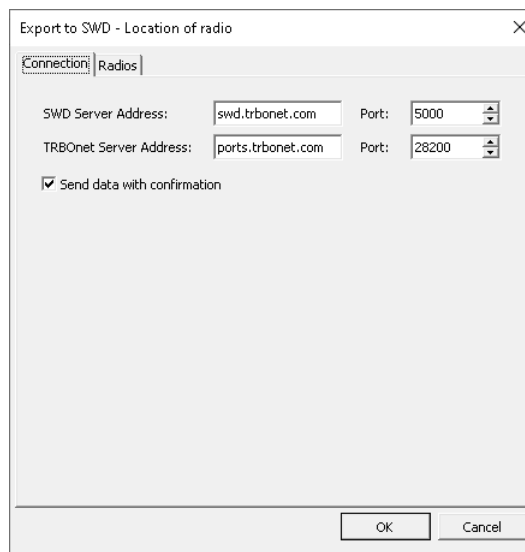 Export to SWD - Location of radio
Connection Radios
SWD Server Address: swd.trbonet.com Port: 5000
TRBOnet Server Address: ports.trbonet.com Port: 28200
Send data with confirmation
OK Cancel